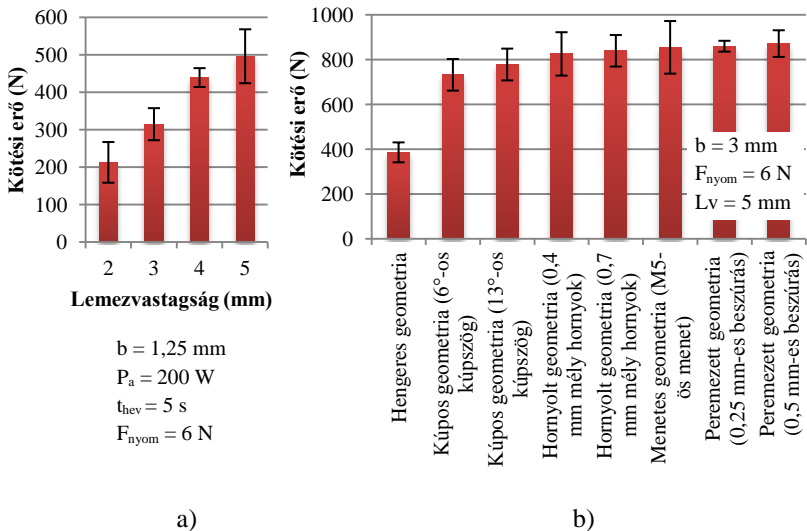 Kötési erő (N)
600
500
400
300
200
100
0
2 3 4 5
Lemezvastagság (mm)
b = 1,25 mm
Pa = 200 W
thev = 5 s
Fnyom = 6 N
a)
Kötési erő (N)
1000
800
600
400
200
0
b = 3 mm
Fnyom = 6 N
Lv = 5 mm
Hengeres geometria
Kúpos geometria (6°-os
kúpszög)
Kúpos geometria (13°-os
kúpszög)
Hornyolt geometria (0,4
mm mély hornyok)
Hornyolt geometria (0,7
mm mély hornyok)
Menetes geometria (M5-
ös menet)
Peremezett geometria
(0,25 mm-es beszúrás)
Peremezett geometria
(0,5 mm-es beszúrás)
b)